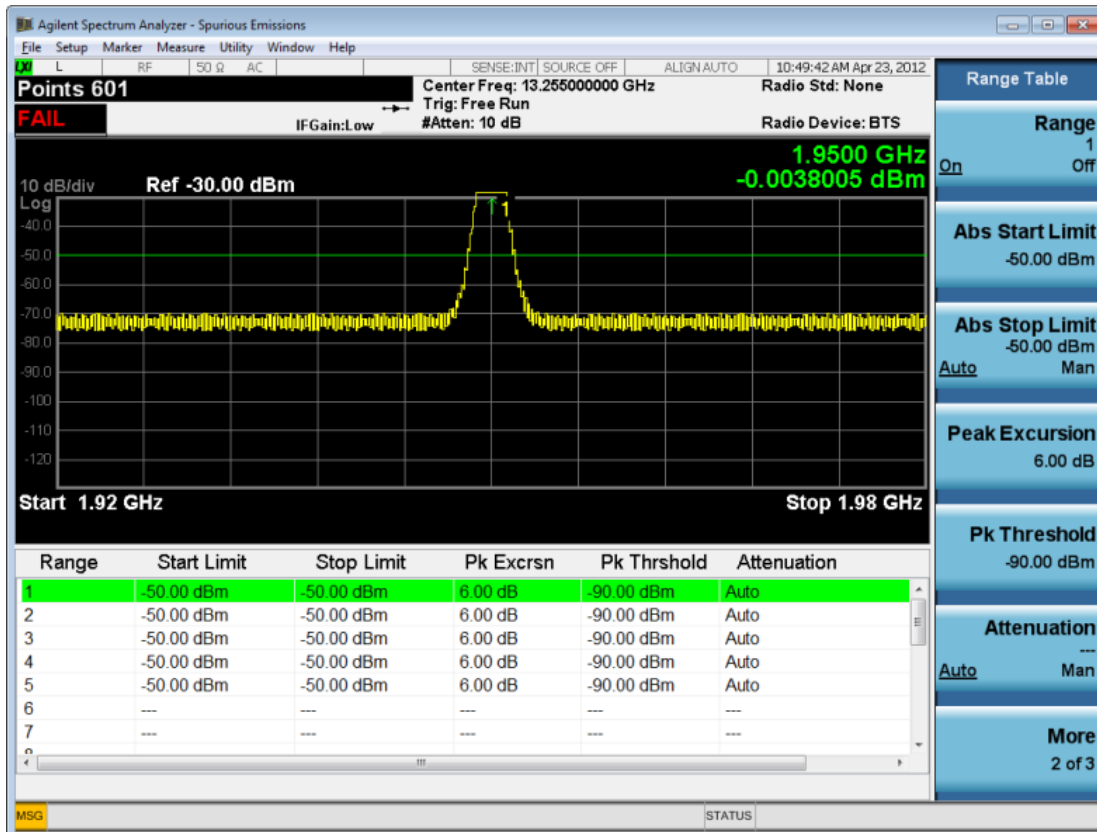 Agilent Spectrum Analyzer - Spurious Emissions
File Setup Marker Measure Utility Window Help
LXI L RF 50 Ω AC SENSE:INT SOURCE OFF ALIGN AUTO 10:49:42 AM Apr 23, 2012
Points 601
Center Freq: 13.255000000 GHz
Radio Std: None
Trig: Free Run
FAIL
IFGain:Low
#Atten: 10 dB
Radio Device: BTS
1.9500 GHz
-0.0038005 dBm
10 dB/div Ref -30.00 dBm
Log
1
-40.0
-50.0
-60.0
-70.0
-80.0
-90.0
-100
-110
-120
Start 1.92 GHz Stop 1.98 GHz
Range Start Limit Stop Limit Pk Excrsn Pk Thrshold Attenuation
1 -50.00 dBm -50.00 dBm 6.00 dB -90.00 dBm Auto
2 -50.00 dBm -50.00 dBm 6.00 dB -90.00 dBm Auto
3 -50.00 dBm -50.00 dBm 6.00 dB -90.00 dBm Auto
4 -50.00 dBm -50.00 dBm 6.00 dB -90.00 dBm Auto
5 -50.00 dBm -50.00 dBm 6.00 dB -90.00 dBm Auto
6 --- --- --- --- ---
7 --- --- --- --- ---
MSG STATUS
Range Table
Range
1
On Off
Abs Start Limit
-50.00 dBm
Abs Stop Limit
-50.00 dBm
Auto Man
Peak Excursion
6.00 dB
Pk Threshold
-90.00 dBm
Attenuation
---
Auto Man
More
2 of 3